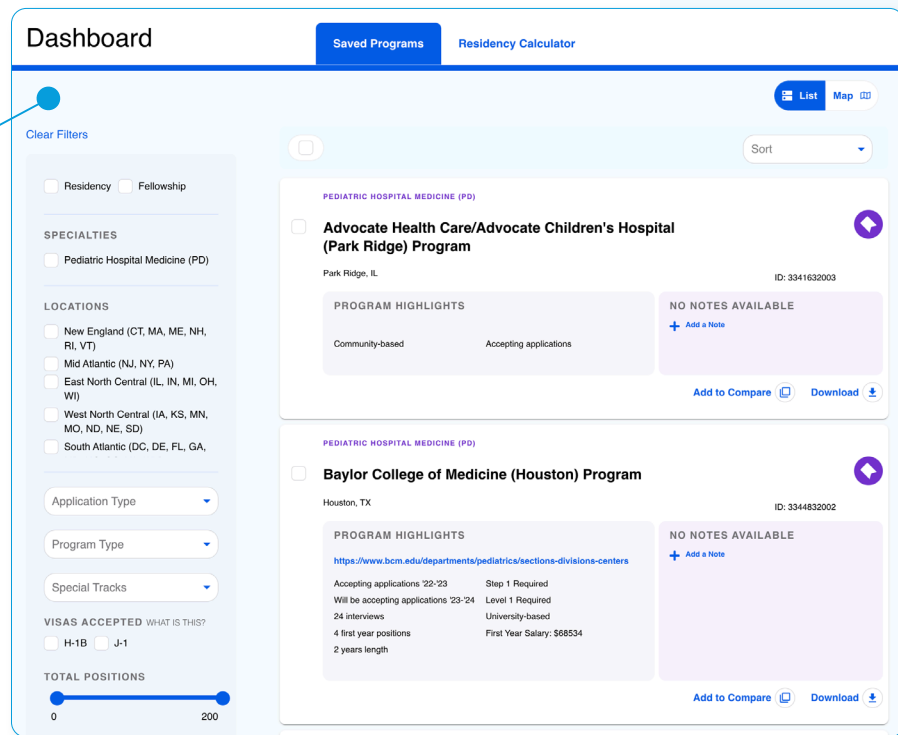 Dashboard
Saved Programs
Residency Calculator
List
Map
Clear Filters
Sort
Residency
Fellowship
SPECIALTIES
Pediatric Hospital Medicine (PD)
LOCATIONS
New England (CT, MA, ME, NH,
RI, VT)
Mid Atlantic (NJ, NY, PA)
East North Central (IL, IN, MI, OH,
WI)
West North Central (IA, KS, MN,
MO, ND, NE, SD)
South Atlantic (DC, DE, FL, GA,
Application Type
Program Type
Special Tracks
VISAS ACCEPTED WHAT IS THIS?
H-1B
J-1
TOTAL POSITIONS
0
200
PEDIATRIC HOSPITAL MEDICINE (PD)
Advocate Health Care/Advocate Children's Hospital
(Park Ridge) Program
Park Ridge, IL
ID: 3341632003
PROGRAM HIGHLIGHTS
Community-based
Accepting applications
NO NOTES AVAILABLE
Add a Note
Add to Compare
Download
PEDIATRIC HOSPITAL MEDICINE (PD)
Baylor College of Medicine (Houston) Program
Houston, TX
ID: 3344832002
PROGRAM HIGHLIGHTS
https://www.bcm.edu/departments/pediatrics/sections-divisions-centers
Accepting applications '22-'23
Step 1 Required
Will be accepting applications '23-'24
Level 1 Required
24 interviews
University-based
4 first year positions
First Year Salary: $68534
2 years length
NO NOTES AVAILABLE
Add a Note
Add to Compare
Download